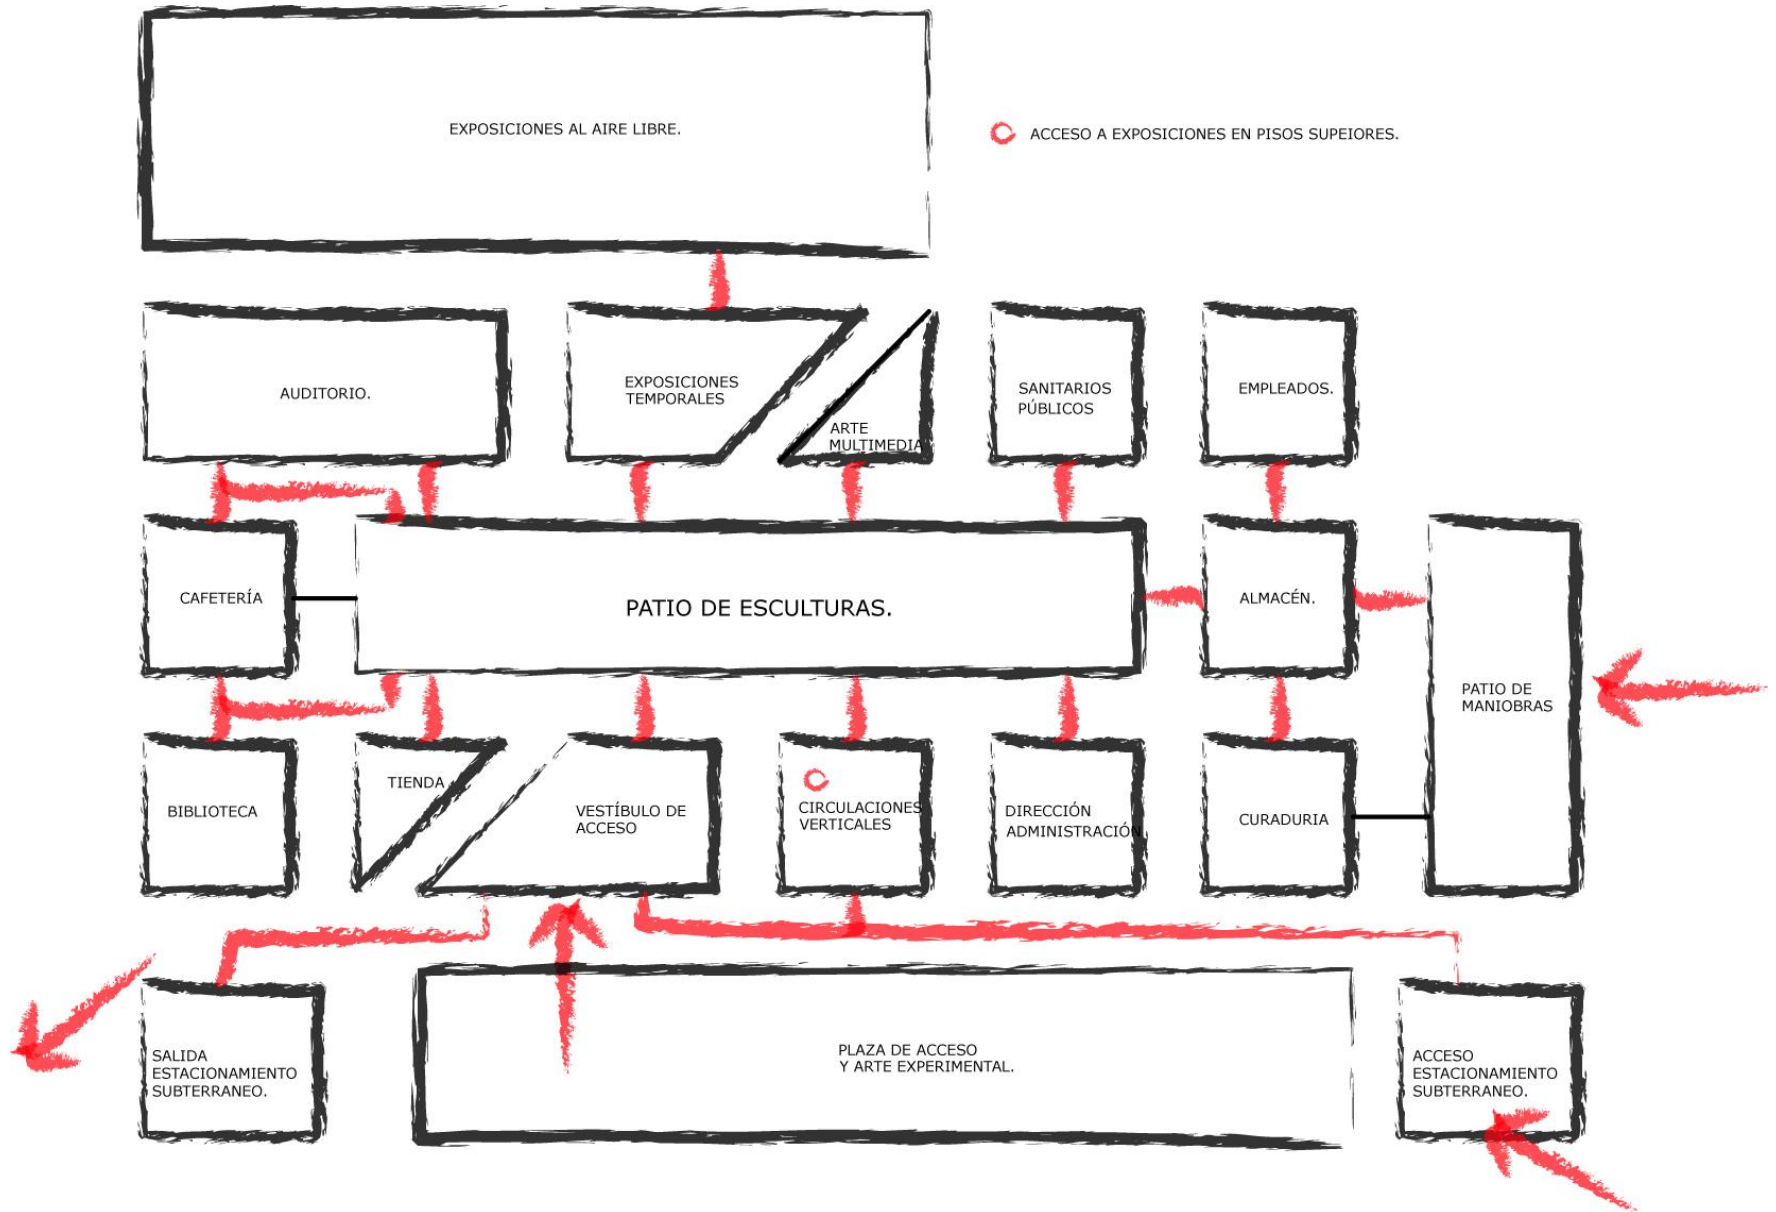 EXPOSICIONES AL AIRE LIBRE.
ACCESO A EXPOSICIONES EN PISOS SUPEIORES.
AUDITORIO.
EXPOSICIONES
TEMPORALES
ARTE
MULTIMEDIA
SANITARIOS
PÚBLICOS
EMPLEADOS.
CAFETERÍA
PATIO DE ESCULTURAS.
ALMACÉN.
PATIO DE
MANIOBRAS
BIBLIOTECA
TIENDA
VESTÍBULO DE
ACCESO
CIRCULACIONES
VERTICALES
DIRECCIÓN
ADMINISTRACIÓN
CURADURIA
SALIDA
ESTACIONAMIENTO
SUBTERRANEO.
PLAZA DE ACCESO
Y ARTE EXPERIMENTAL.
ACCESO
ESTACIONAMIENTO
SUBTERRANEO.